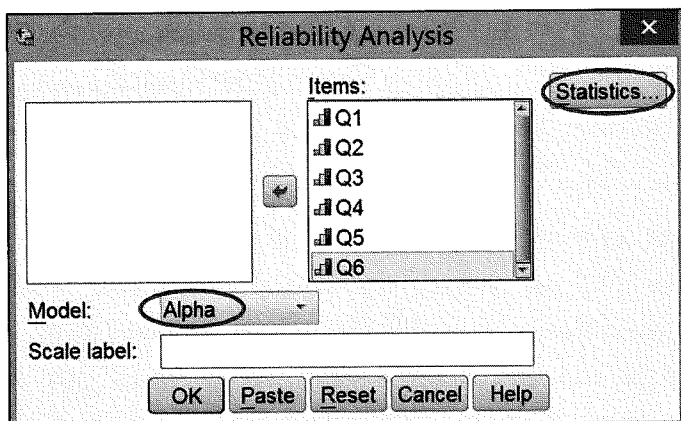 Reliability Analysis
Items:
Statistics...
Q1
Q2
Q3
Q4
Q5
Q6
Model:
Alpha
Scale label:
OK
Paste
Reset
Cancel
Help